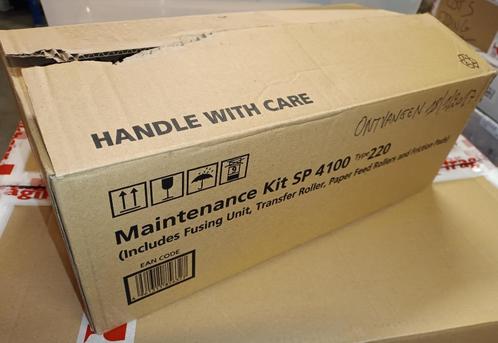 HANDLE WITH CARE
ONTVANGEN
Maintenance Kit SP 4100 Type 220
(Includes Fusing Unit, Transfer Roller, Paper Feed Rollers and Friction Pads)
EAN CODE